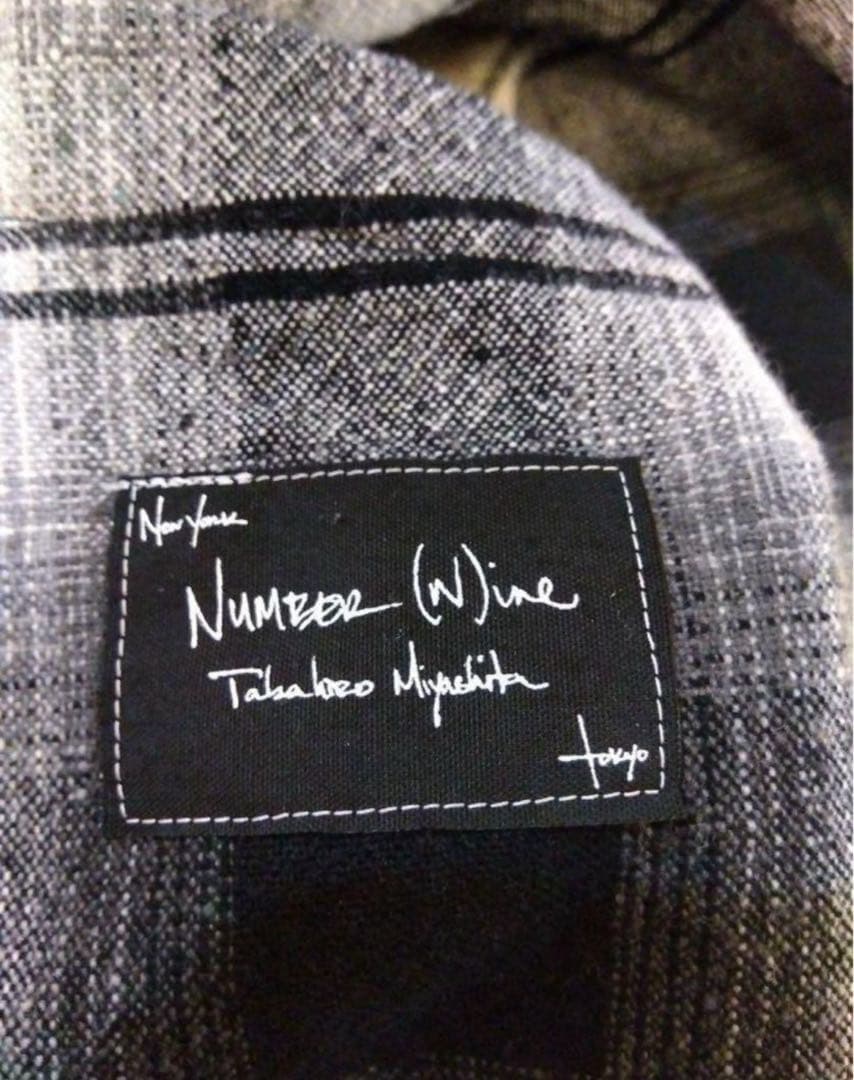 New York
NUMBER (N)ine
Takahiro Miyashita
tokyo